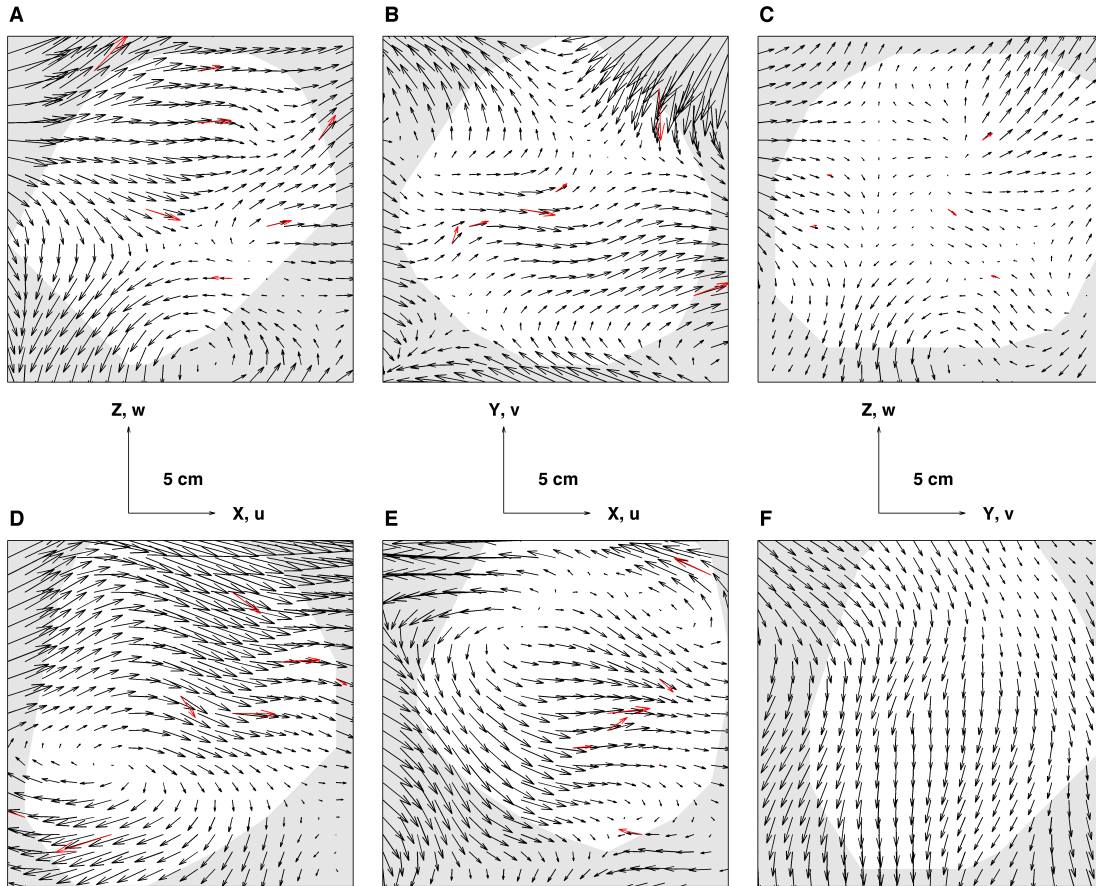 A B C
Z, w Y, v Z, w
5 cm 5 cm 5 cm
X, u X, u Y, v
D E F